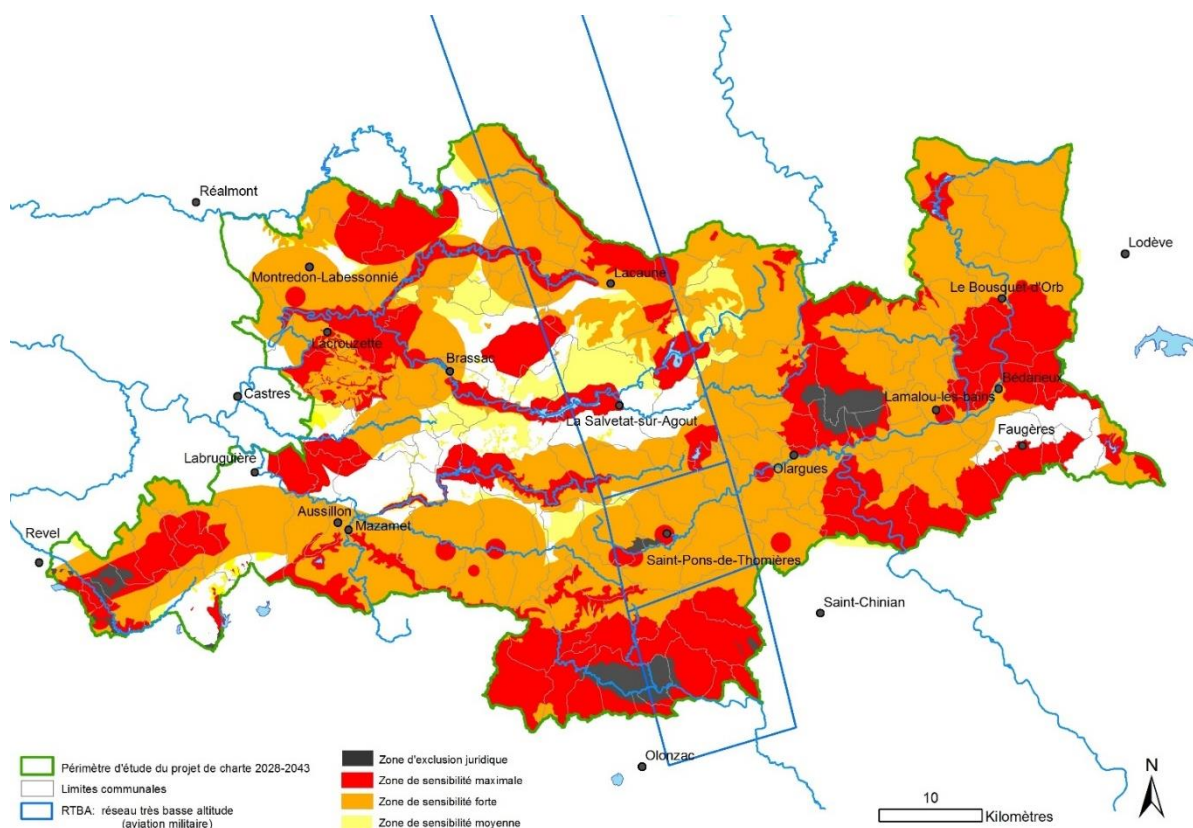 Réalmont
Lodève
Montredon-Labessonnié
Lacaune
Le Bousquet-d'Orb
Lacrouzette
Brassac
Castres
Bédarieux
Lamalou-les-bains
La Salvetat-sur-Agout
Faugères
Labruguière
Olargues
Aussillon
Mazamet
Revel
Saint-Pons-de-Thomières
Saint-Chinian
Olonzac
Périmètre d'étude du projet de charte 2028-2043
Limites communales
RTBA: réseau très basse altitude
(aviation militaire)
Zone d'exclusion juridique
Zone de sensibilité maximale
Zone de sensibilité forte
Zone de sensibilité moyenne
10
Kilomètres
N